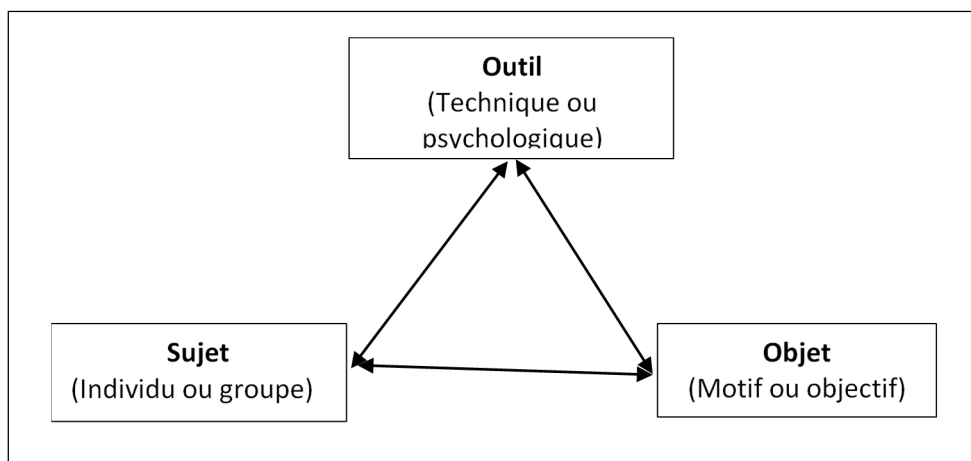 Outil
(Technique ou
psychologique)
Sujet
(Individu ou groupe)
Objet
(Motif ou objectif)